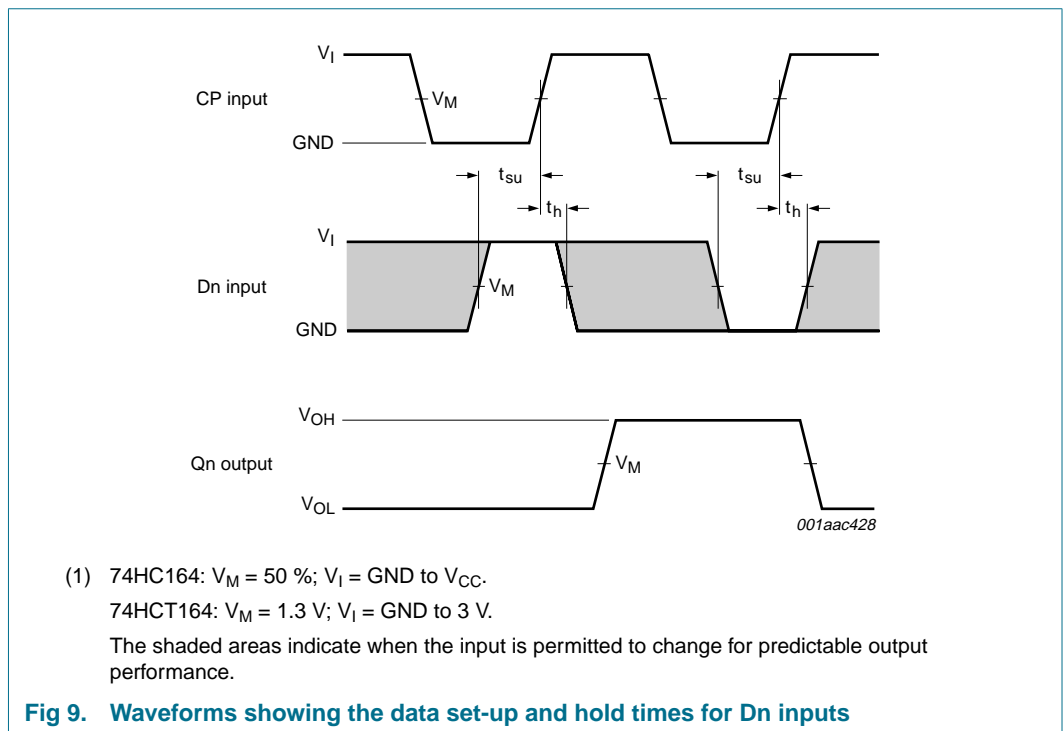 V_I
CP input
V_M
GND
t_su t_su
t_h t_h
V_I
Dn input
V_M
GND
V_OH
Qn output
V_M
V_OL
001aac428
(1) 74HC164: V_M = 50 %; V_I = GND to V_CC.
74HCT164: V_M = 1.3 V; V_I = GND to 3 V.
The shaded areas indicate when the input is permitted to change for predictable output
performance.
Fig 9. Waveforms showing the data set-up and hold times for Dn inputs